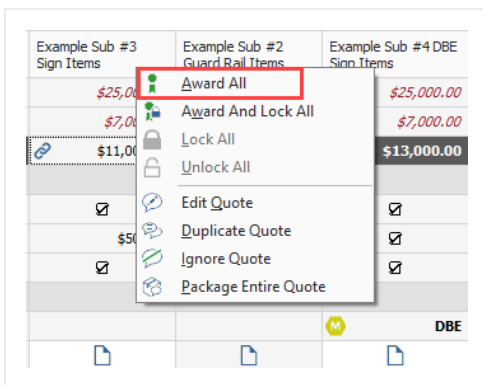 Example Sub #3 Example Sub #2 Example Sub #4 DBE
Sign Items Guard Rail Items Sign Items
$25,00 Award All $25,000.00
$7,00 Award And Lock All $7,000.00
$11,00 Lock All $13,000.00
Unlock All
Edit Quote
$50 Duplicate Quote
Ignore Quote
Package Entire Quote
M DBE